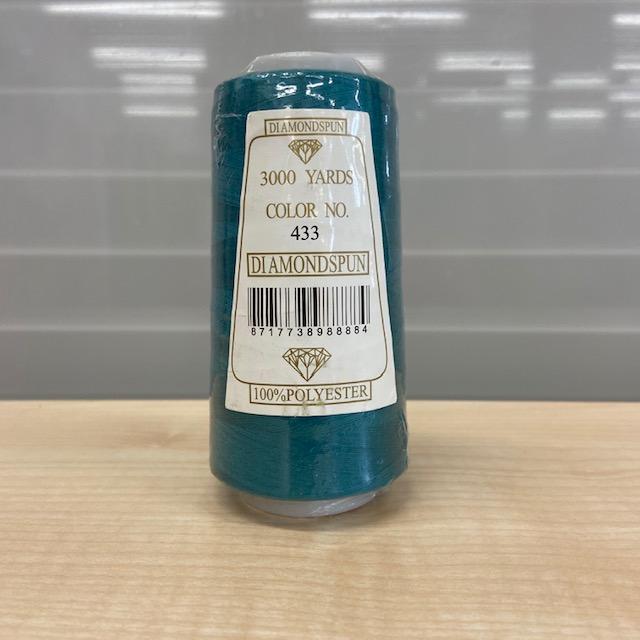 DIAMONDSPUN
3000 YARDS
COLOR NO.
433
DIAMONDSPUN
8717738988884
100%POLYESTER